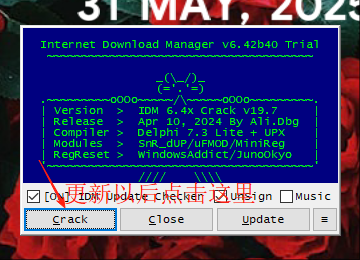 31 MAY, 2025
Internet Download Manager v6.42b40 Trial
~~~~~~~~~~~~~~~~~~~~~~~~~~~~~~~~~~~~
_(\_/)_
(='.'=)
.~~~~~~~~~oOOo~~~~~/\~~~~~oOOo~~~~~~~~~.
| Version > IDM 6.4x Crack v19.7 |
| Release > Apr 10, 2024 By Ali.Dbg |
| Compiler > Delphi 7.3 Lite + UPX |
| Modules > SnR_dUP/uFMOD/MiniReg |
| RegReset > WindowsAddict/JunoOkyo |
.~~~~~~~~~~~~~~~~~~~~~~~~~~~~~~~~~~~~~~.
//// \\\\
更新以后点击这里
IDM Update Checker
UnSign
Music
Crack
Close
Update
≡